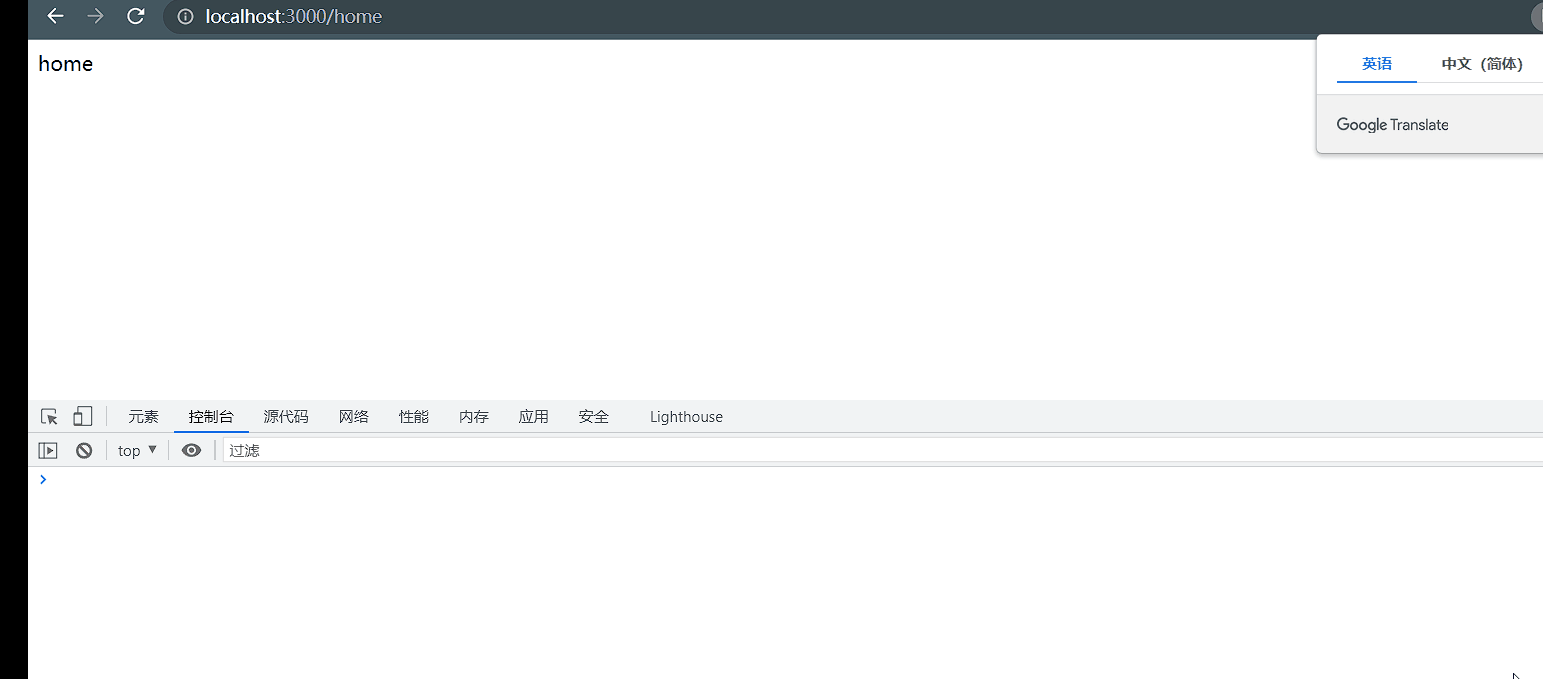 localhost:3000/home
home
英语 中文（简体）
Google Translate
元素 控制台 源代码 网络 性能 内存 应用 安全 Lighthouse
top ▼ 过滤